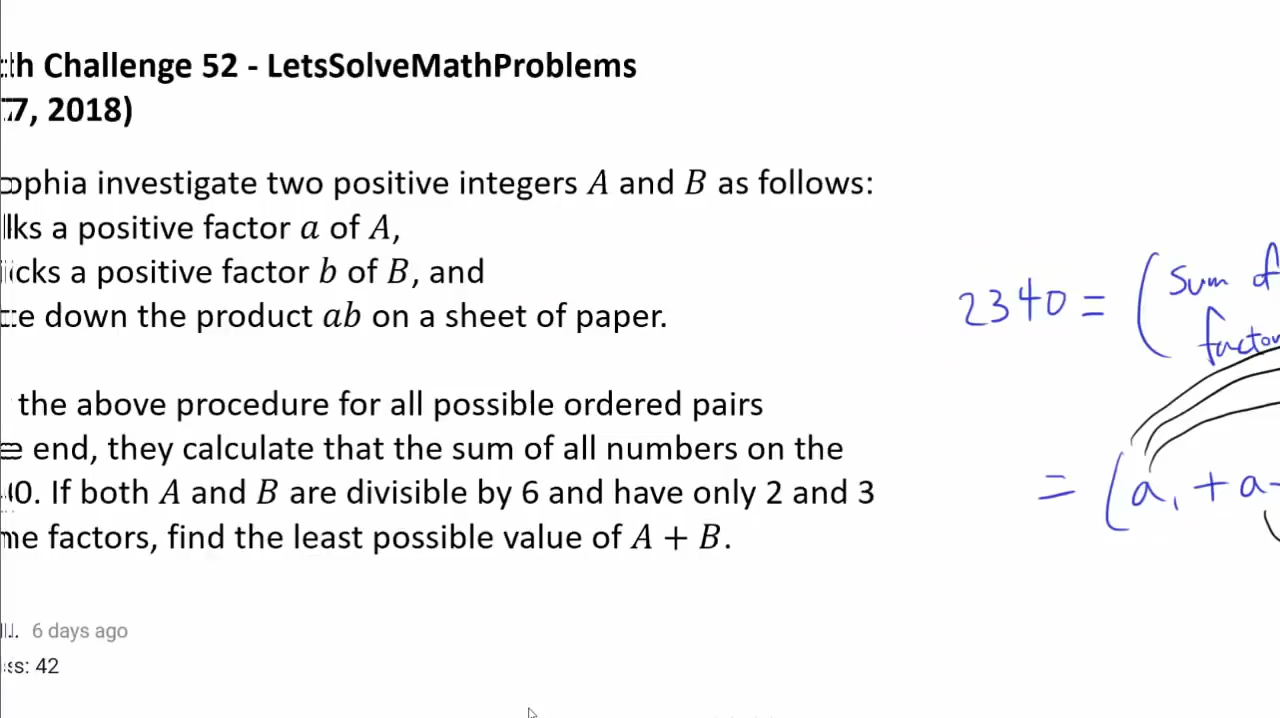 th Challenge 52 - LetsSolveMathProblems
7, 2018)
ophia investigate two positive integers A and B as follows:
ks a positive factor a of A,
icks a positive factor b of B, and
e down the product ab on a sheet of paper.
the above procedure for all possible ordered pairs
e end, they calculate that the sum of all numbers on the
0. If both A and B are divisible by 6 and have only 2 and 3
me factors, find the least possible value of A + B.
2340 = (sum of
factor
= (a₁ + a
6 days ago
s: 42